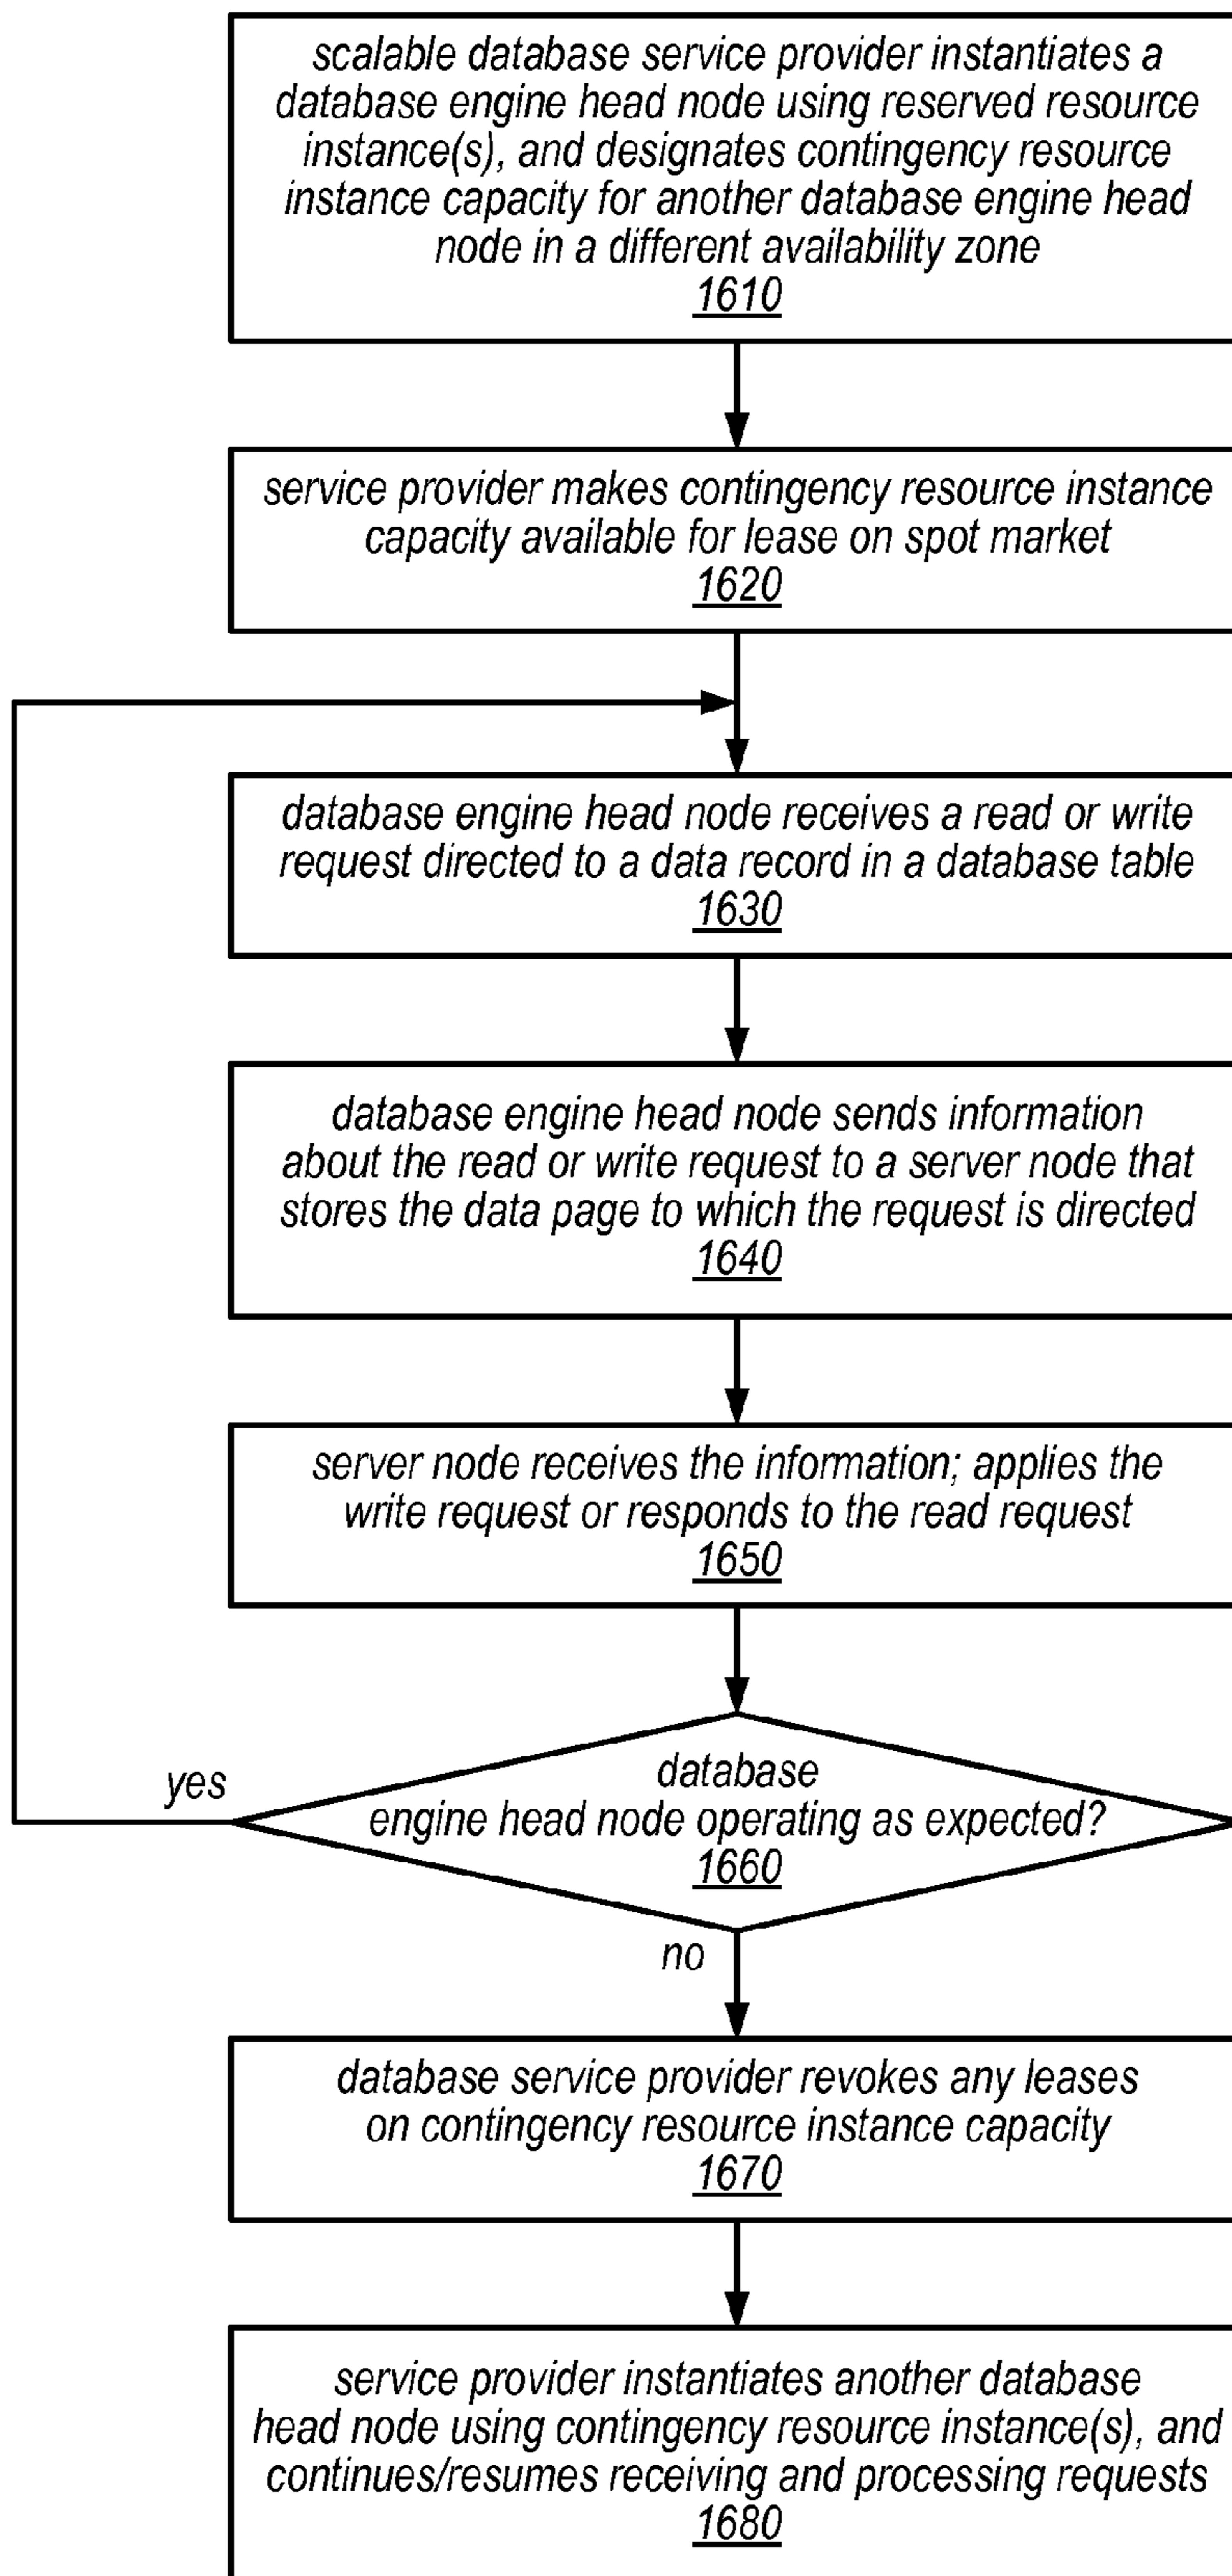 scalable database service provider instantiates a
database engine head node using reserved resource
instance(s), and designates contingency resource
instance capacity for another database engine head
node in a different availability zone
1610
service provider makes contingency resource instance
capacity available for lease on spot market
1620
database engine head node receives a read or write
request directed to a data record in a database table
1630
database engine head node sends information
about the read or write request to a server node that
stores the data page to which the request is directed
1640
server node receives the information; applies the
write request or responds to the read request
1650
yes
database
engine head node operating as expected?
1660
no
database service provider revokes any leases
on contingency resource instance capacity
1670
service provider instantiates another database
head node using contingency resource instance(s), and
continues/resumes receiving and processing requests
1680